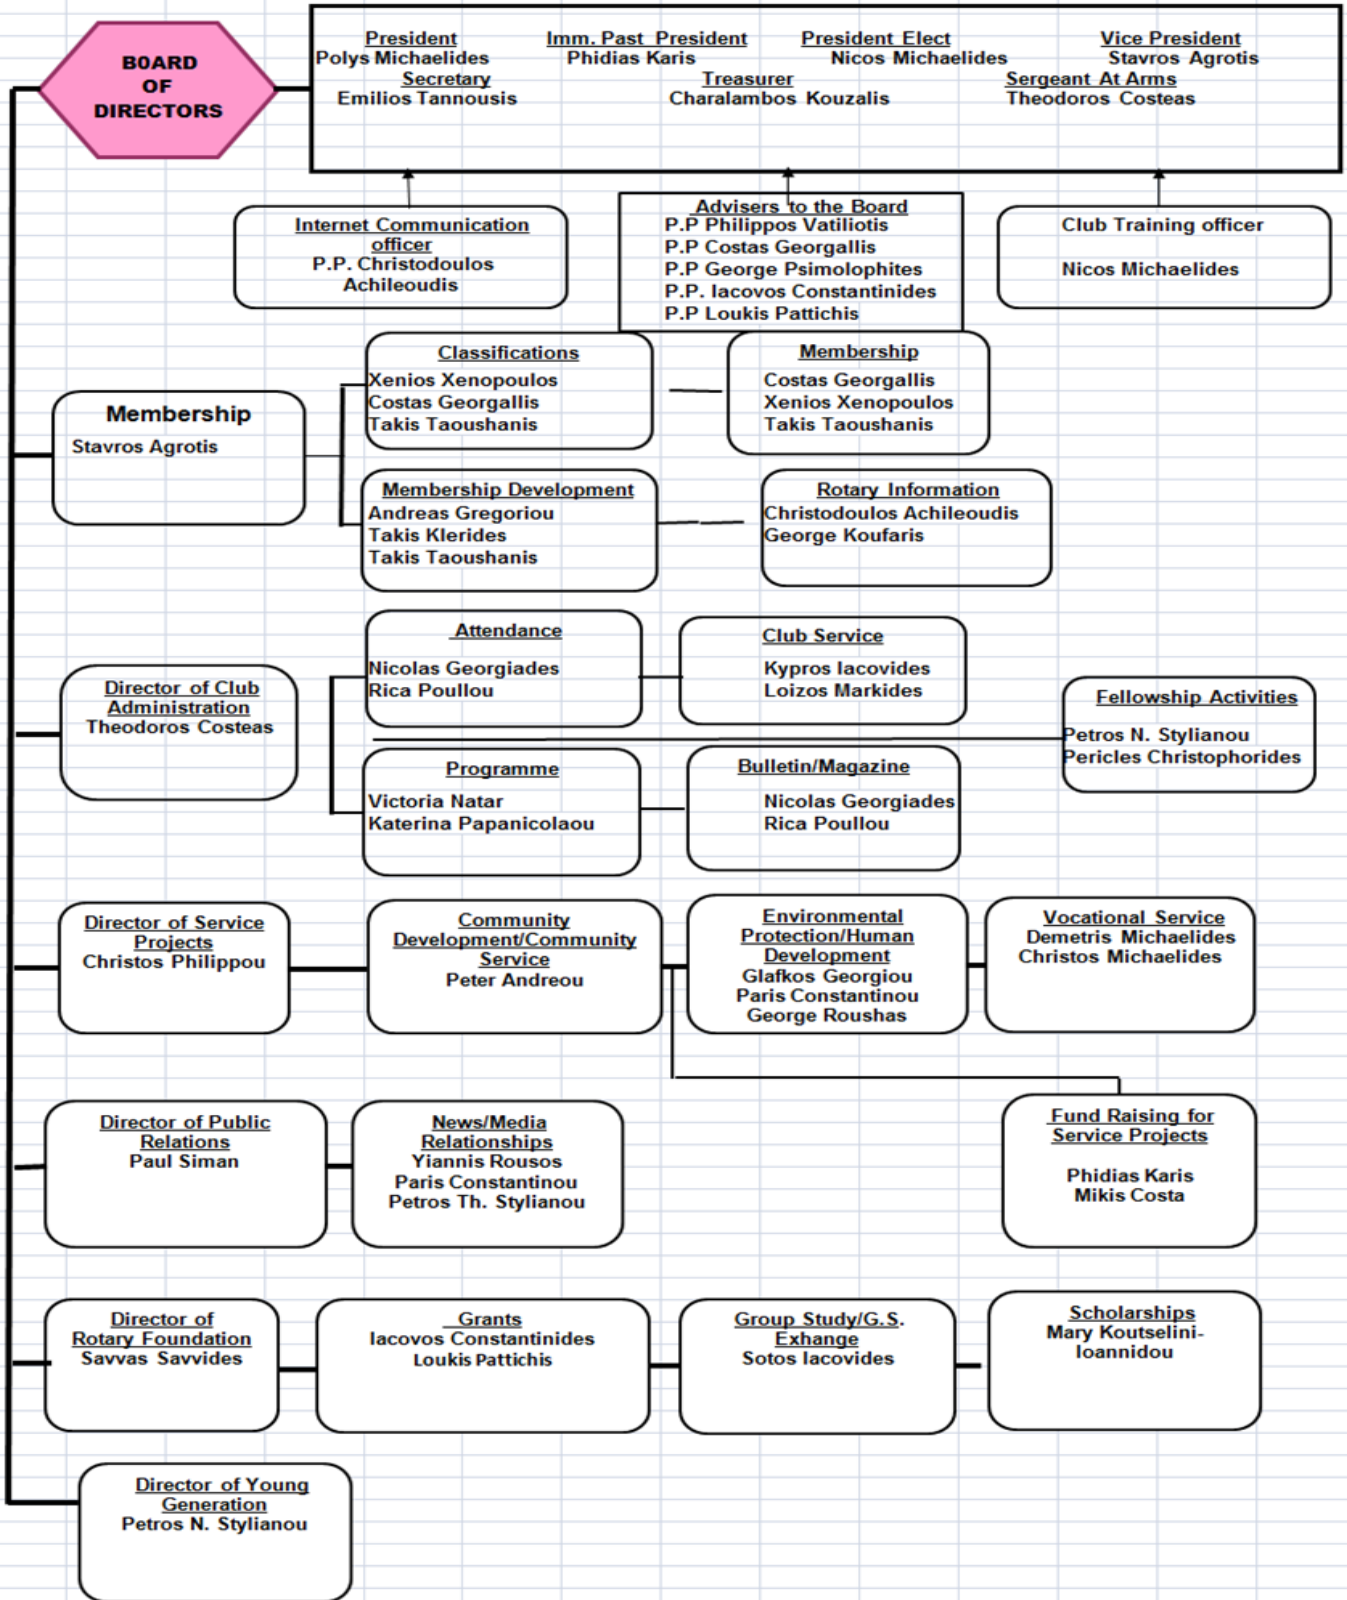 B0ARD
OF
DIRECTORS
President Imm. Past President President Elect Vice President
Polys Michaelides Phidias Karis Nicos Michaelides Stavros Agrotis
Secretary Treasurer Sergeant At Arms
Emilios Tannousis Charalambos Kouzalis Theodoros Costeas
Internet Communication
officer
P.P. Christodoulos
Achileoudis
Advisers to the Board
P.P Philippos Vatiliotis
P.P Costas Georgallis
P.P George Psimolophites
P.P. Iacovos Constantinides
P.P Loukis Pattichis
Club Training officer
Nicos Michaelides
Membership
Stavros Agrotis
Classifications
Xenios Xenopoulos
Costas Georgallis
Takis Taoushanis
Membership
Costas Georgallis
Xenios Xenopoulos
Takis Taoushanis
Membership Development
Andreas Gregoriou
Takis Klerides
Takis Taoushanis
Rotary Information
Christodoulos Achileoudis
George Koufaris
Director of Club
Administration
Theodoros Costeas
Attendance
Nicolas Georgiades
Rica Poullou
Club Service
Kypros Iacovides
Loizos Markides
Fellowship Activities
Petros N. Stylianou
Pericles Christophorides
Programme
Victoria Natar
Katerina Papanicolaou
Bulletin/Magazine
Nicolas Georgiades
Rica Poullou
Director of Service
Projects
Christos Philippou
Community
Development/Community
Service
Peter Andreou
Environmental
Protection/Human
Development
Glafkos Georgiou
Paris Constantinou
George Roushas
Vocational Service
Demetris Michaelides
Christos Michaelides
Director of Public
Relations
Paul Siman
News/Media
Relationships
Yiannis Rousos
Paris Constantinou
Petros Th. Stylianou
Fund Raising for
Service Projects
Phidias Karis
Mikis Costa
Director of
Rotary Foundation
Savvas Savvides
Grants
Iacovos Constantinides
Loukis Pattichis
Group Study/G.S.
Exhange
Sotos Iacovides
Scholarships
Mary Koutselini-
Ioannidou
Director of Young
Generation
Petros N. Stylianou